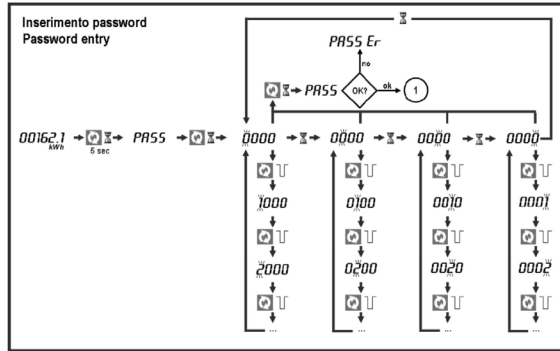 Inserimento password
Password entry
PASS Er
no
PASS
OK?
ok
1
00162.1
kWh
5 sec
PASS
0000
0000
0000
0000
1000
0100
0010
0001
2000
0200
0020
0002
...
...
...
...